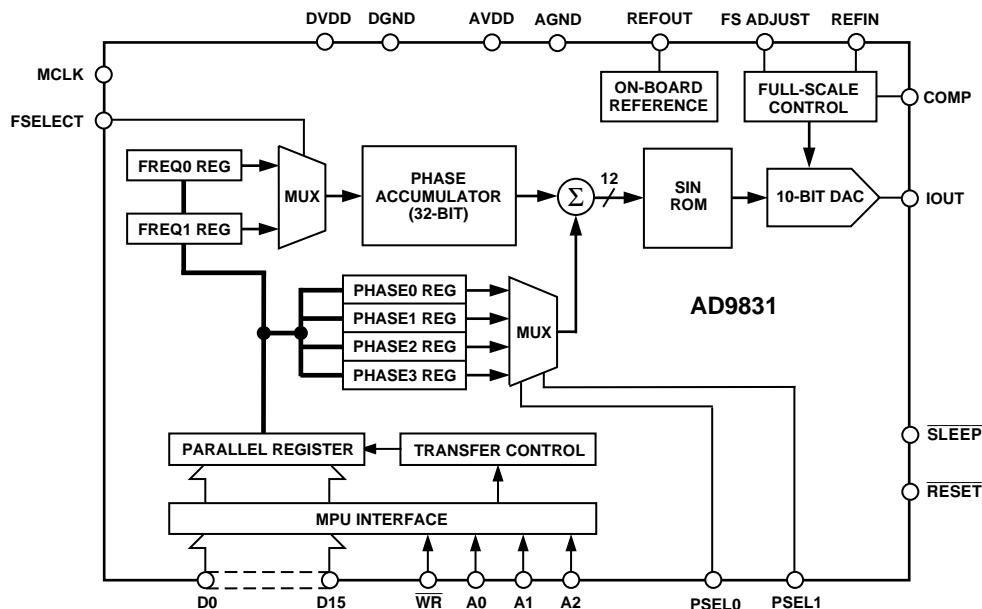 DVDD DGND AVDD AGND REFOUT FS ADJUST REFIN
MCLK
FSELECT
ON-BOARD
REFERENCE
FULL-SCALE
CONTROL
COMP
FREQ0 REG
FREQ1 REG
MUX
PHASE
ACCUMULATOR
(32-BIT)
Σ
12
SIN
ROM
10-BIT DAC
IOUT
PHASE0 REG
PHASE1 REG
PHASE2 REG
PHASE3 REG
MUX
AD9831
PARALLEL REGISTER
TRANSFER CONTROL
SLEEP
RESET
MPU INTERFACE
D0 D15 WR A0 A1 A2 PSEL0 PSEL1